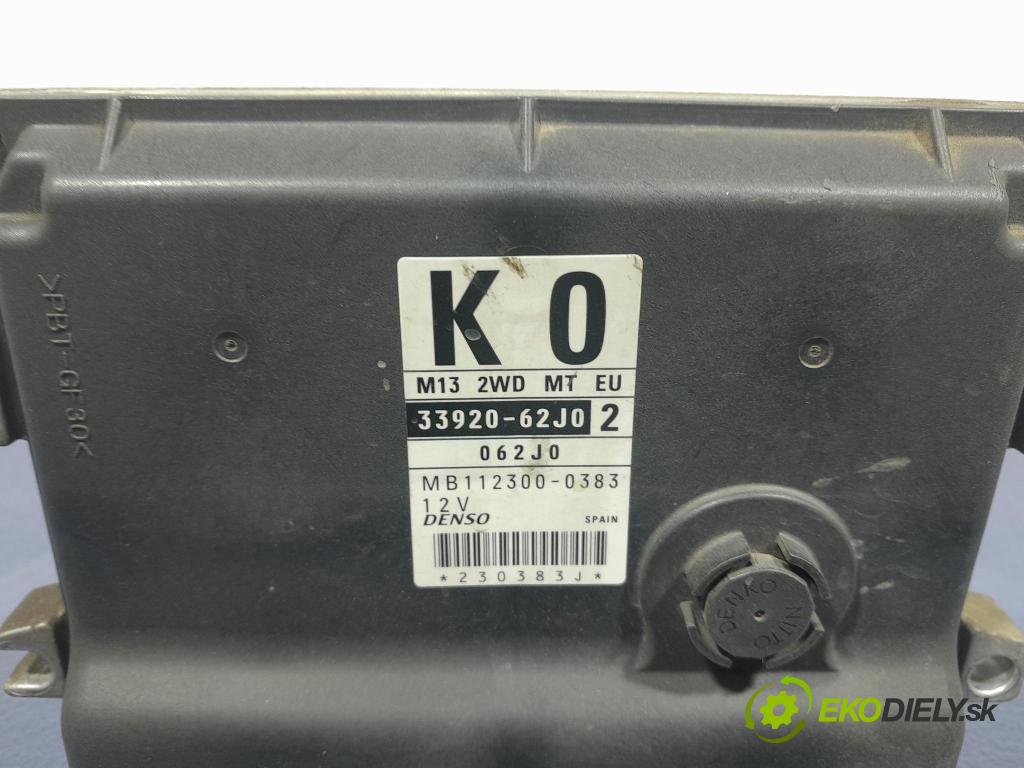 K 0
M13 2WD MT EU
33920-62J0 2
062J0
MB112300-0383
12V
DENSO SPAIN
*230383J*
>PBT-GF30<
DENKO
NITTO
EKODIELY.sk